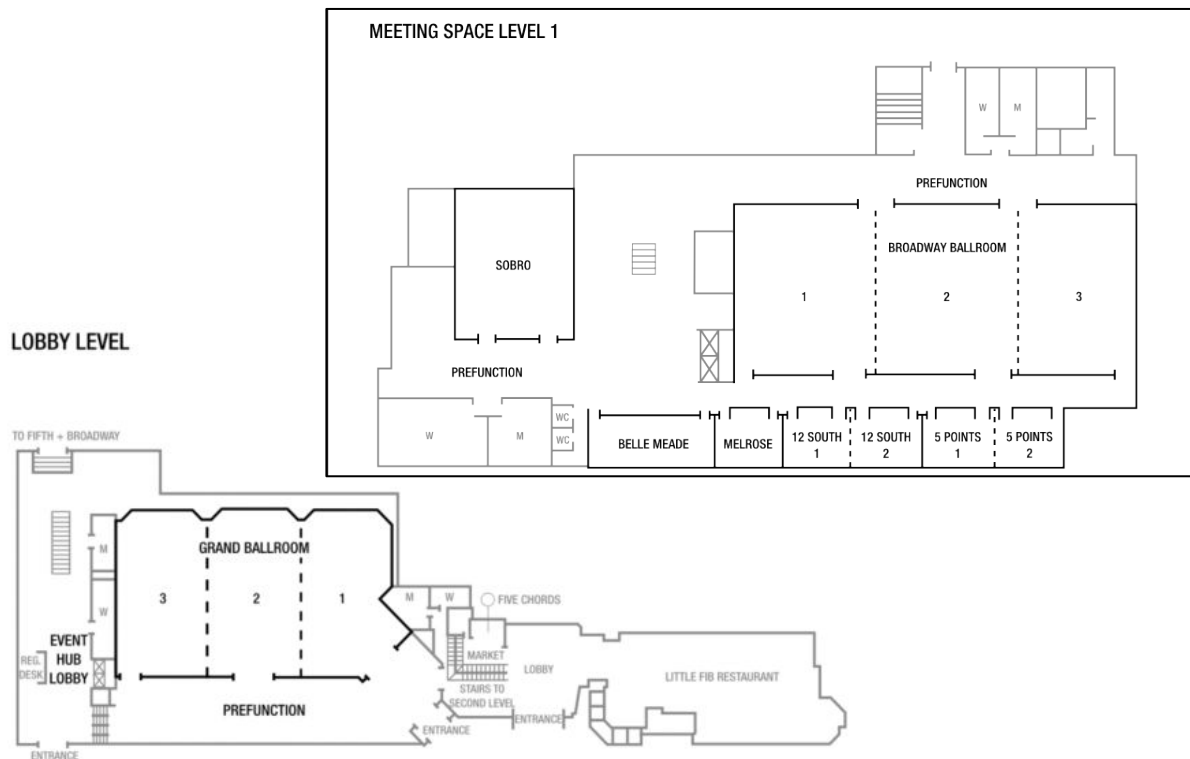 MEETING SPACE LEVEL 1
W
M
PREFUNCTION
BROADWAY BALLROOM
1
2
3
SOBRO
PREFUNCTION
W
M
WC
WC
BELLE MEADE
MELROSE
12 SOUTH
1
12 SOUTH
2
5 POINTS
1
5 POINTS
2
LOBBY LEVEL
TO FIFTH + BROADWAY
M
W
GRAND BALLROOM
3
2
1
EVENT
HUB
LOBBY
REG.
DESK
PREFUNCTION
ENTRANCE
M
W
FIVE CHORDS
MARKET
LOBBY
STAIRS TO
SECOND LEVEL
ENTRANCE
ENTRANCE
LITTLE FIB RESTAURANT